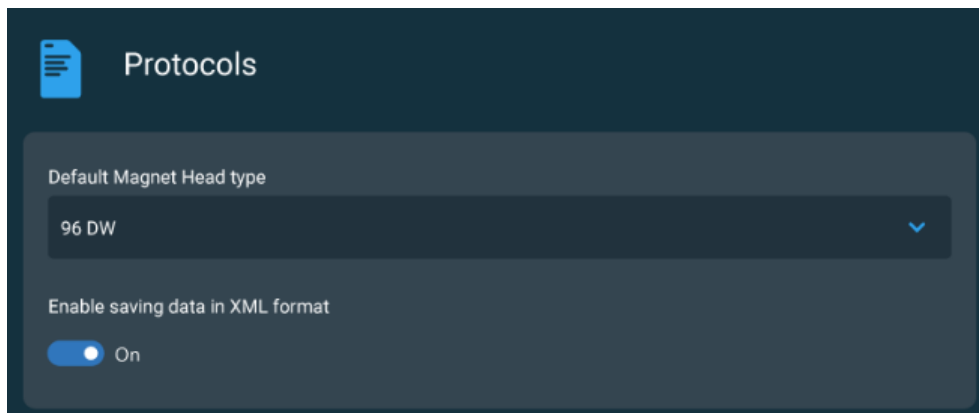 Protocols
Default Magnet Head type
96 DW
Enable saving data in XML format
On